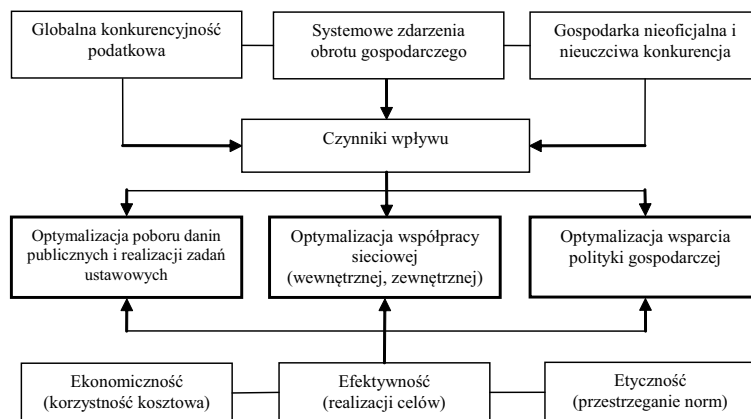 Globalna konkurencyjność
podatkowa
Systemowe zdarzenia
obrotu gospodarczego
Gospodarka nieoficjalna i
nieuczciwa konkurencja
Czynniki wpływu
Optymalizacja poboru danin
publicznych i realizacji zadań
ustawowych
Optymalizacja współpracy
sieciowej
(wewnętrznej, zewnętrznej)
Optymalizacja wsparcia
polityki gospodarczej
Ekonomiczność
(korzystność kosztowa)
Efektywność
(realizacji celów)
Etyczność
(przestrzeganie norm)